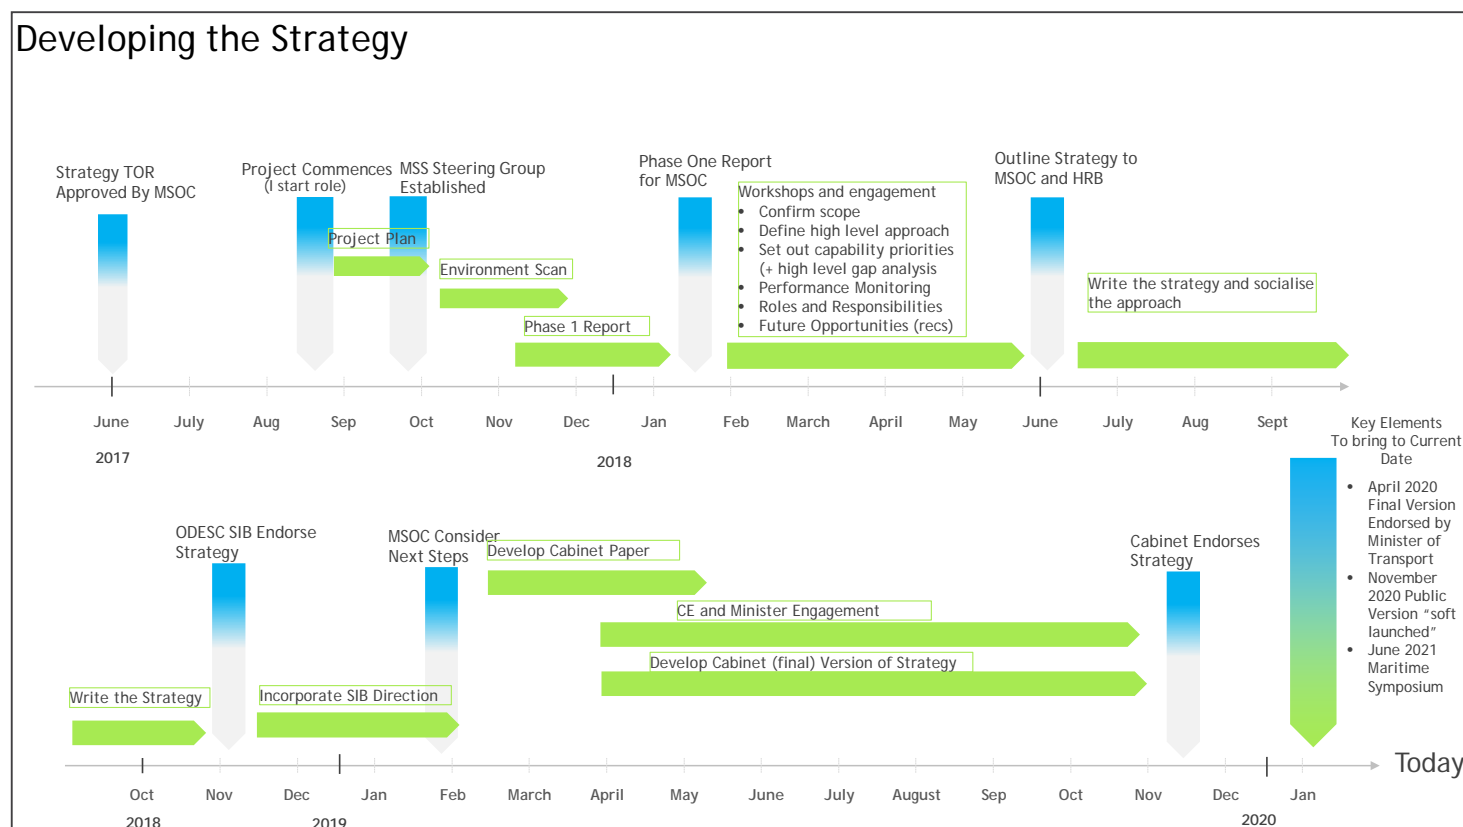 Developing the Strategy
Strategy TOR
Approved By MSOC
Project Commences
(I start role)
MSS Steering Group
Established
Phase One Report
for MSOC
Outline Strategy to
MSOC and HRB
Project Plan
Environment Scan
Phase 1 Report
Workshops and engagement
• Confirm scope
• Define high level approach
• Set out capability priorities
(+ high level gap analysis
• Performance Monitoring
• Roles and Responsibilities
• Future Opportunities (recs)
Write the strategy and socialise
the approach
June July Aug Sep Oct Nov Dec Jan Feb March April May June July Aug Sept
2017 2018
Key Elements
To bring to Current
Date
• April 2020
Final Version
Endorsed by
Minister of
Transport
• November
2020 Public
Version “soft
launched”
• June 2021
Maritime
Symposium
ODESC SIB Endorse
Strategy
MSOC Consider
Next Steps
Cabinet Endorses
Strategy
Develop Cabinet Paper
CE and Minister Engagement
Develop Cabinet (final) Version of Strategy
Write the Strategy
Incorporate SIB Direction
Today
Oct Nov Dec Jan Feb March April May June July August Sep Oct Nov Dec Jan
2018 2019 2020